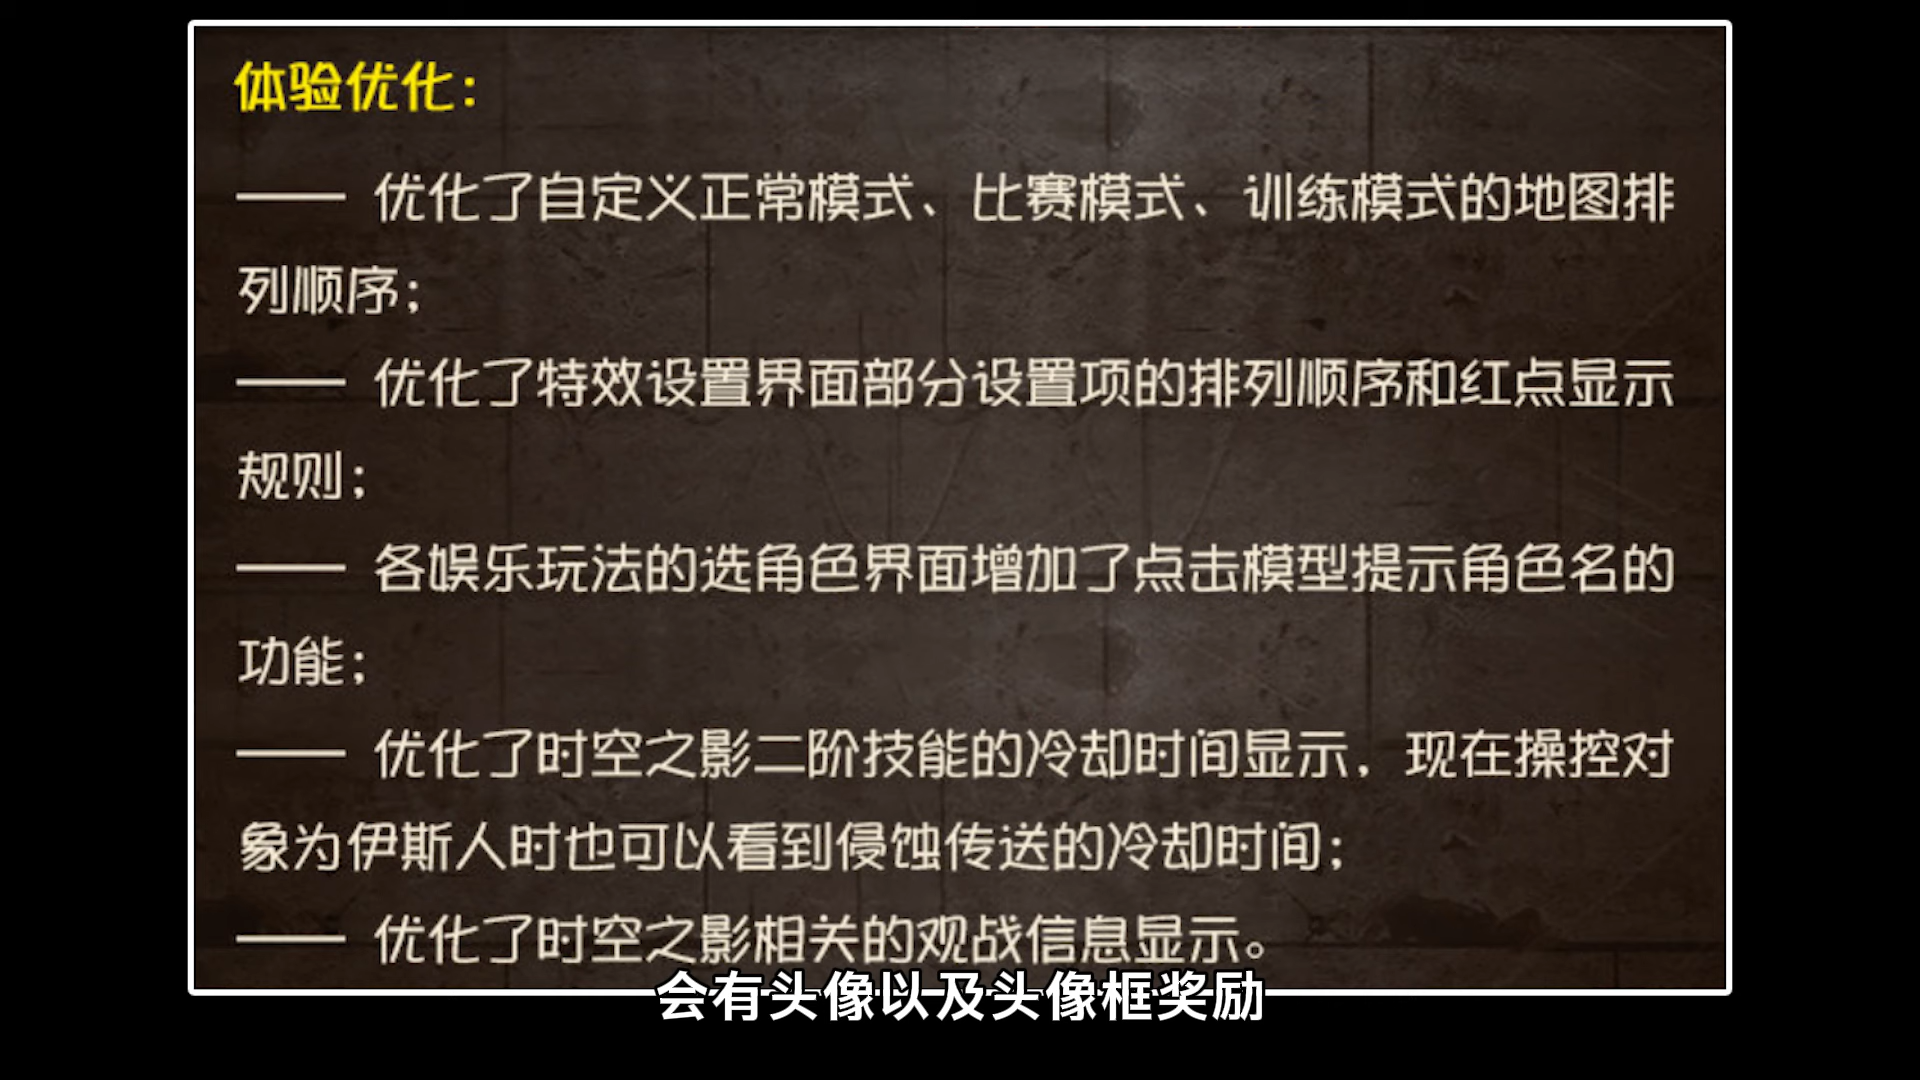 体验优化：
—— 优化了自定义正常模式、比赛模式、训练模式的地图排
列顺序；
—— 优化了特效设置界面部分设置项的排列顺序和红点显示
规则；
—— 各娱乐玩法的选角色界面增加了点击模型提示角色名的
功能；
—— 优化了时空之影二阶技能的冷却时间显示，现在操控对
象为伊斯人时也可以看到侵蚀传送的冷却时间；
—— 优化了时空之影相关的观战信息显示。
会有头像以及头像框奖励